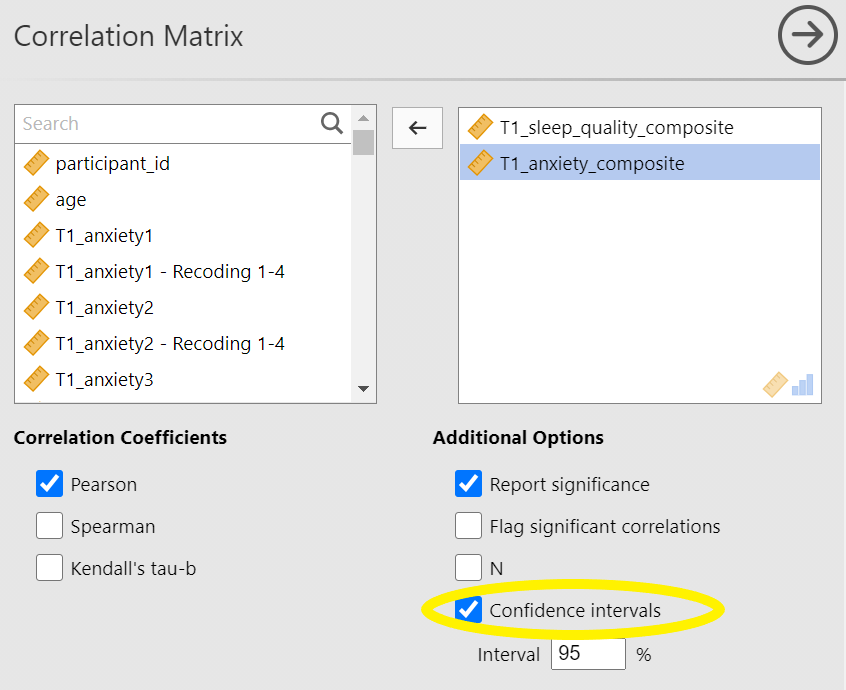 Correlation Matrix
Search
participant_id
age
T1_anxiety1
T1_anxiety1 - Recoding 1-4
T1_anxiety2
T1_anxiety2 - Recoding 1-4
T1_anxiety3
T1_sleep_quality_composite
T1_anxiety_composite
Correlation Coefficients
Pearson
Spearman
Kendall's tau-b
Additional Options
Report significance
Flag significant correlations
N
Confidence intervals
Interval 95 %